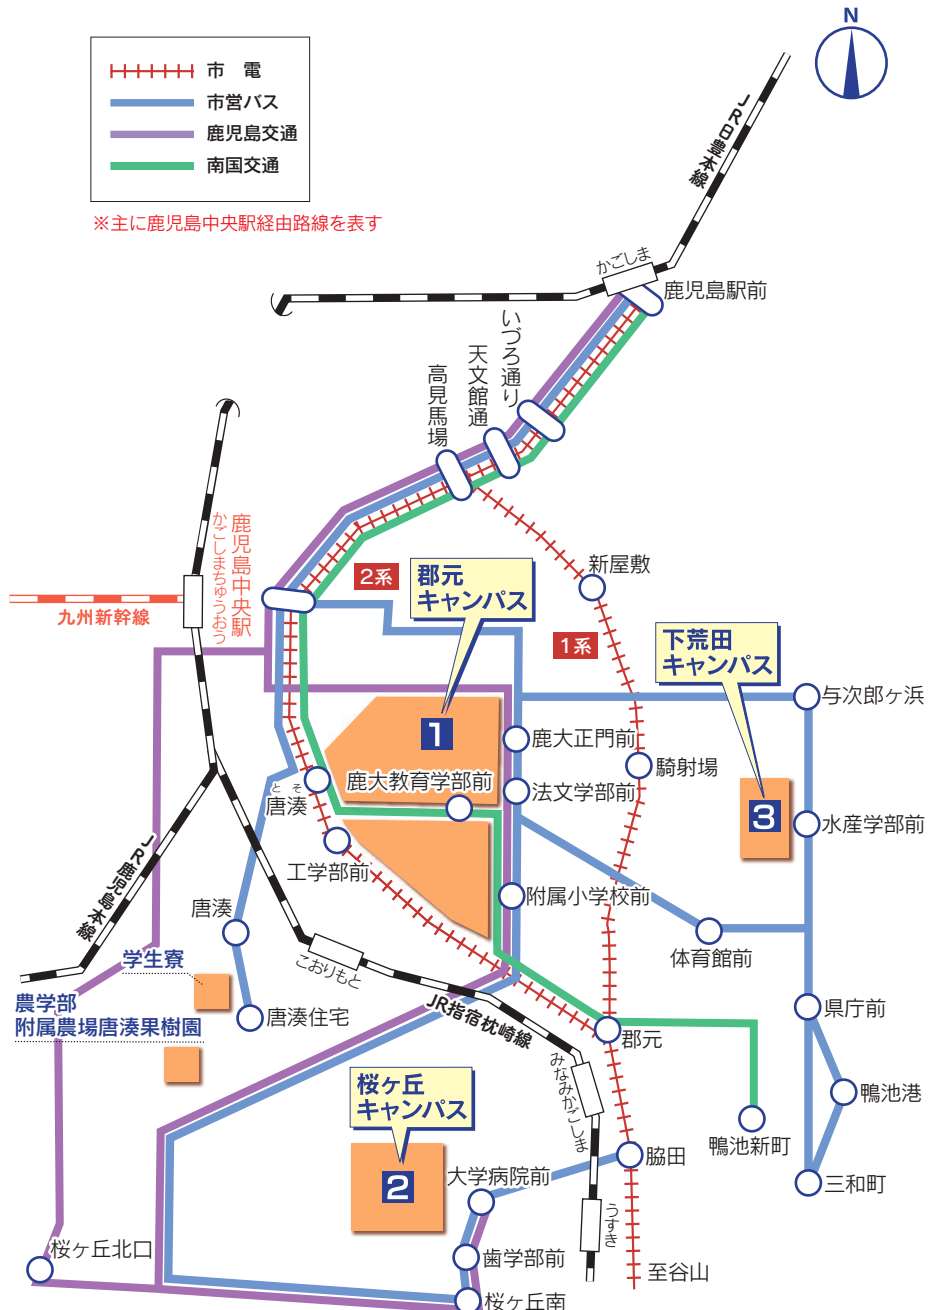 N
市 電
市営バス
鹿児島交通
南国交通
※主に鹿児島中央駅経由路線を表す
JR日豊本線
かごしま
鹿児島駅前
いづろ通り
天文館通
高見馬場
鹿児島中央駅
かごしまちゅうおう
九州新幹線
2系
郡元
キャンパス
新屋敷
1系
下荒田
キャンパス
与次郎ヶ浜
1
鹿大正門前
騎射場
鹿大教育学部前
とそ
唐湊
法文学部前
3
水産学部前
工学部前
JR鹿児島本線
附属小学校前
唐湊
体育館前
こおりもと
学生寮
農学部
附属農場唐湊果樹園
唐湊住宅
JR指宿枕崎線
郡元
県庁前
みなみかごしま
鴨池港
鴨池新町
桜ヶ丘
キャンパス
脇田
2
大学病院前
三和町
うすき
桜ヶ丘北口
歯学部前
至谷山
桜ヶ丘南